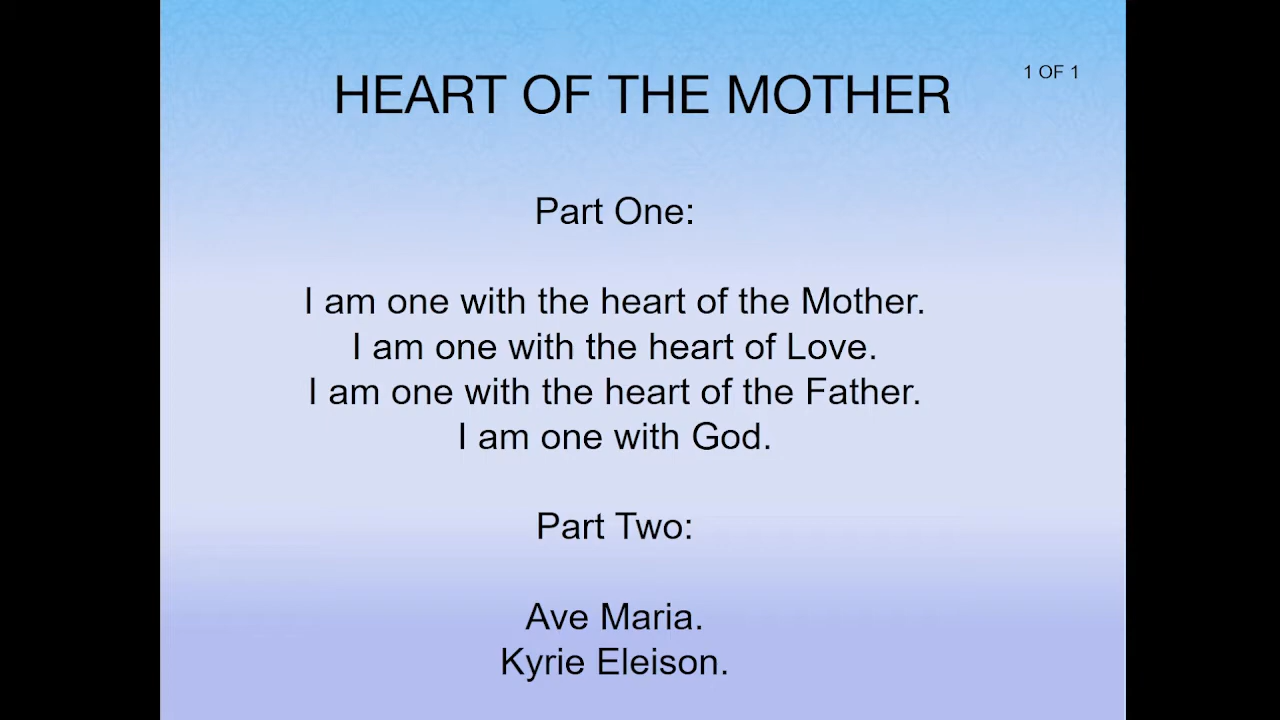 HEART OF THE MOTHER
1 OF 1
Part One:
I am one with the heart of the Mother.
I am one with the heart of Love.
I am one with the heart of the Father.
I am one with God.
Part Two:
Ave Maria.
Kyrie Eleison.